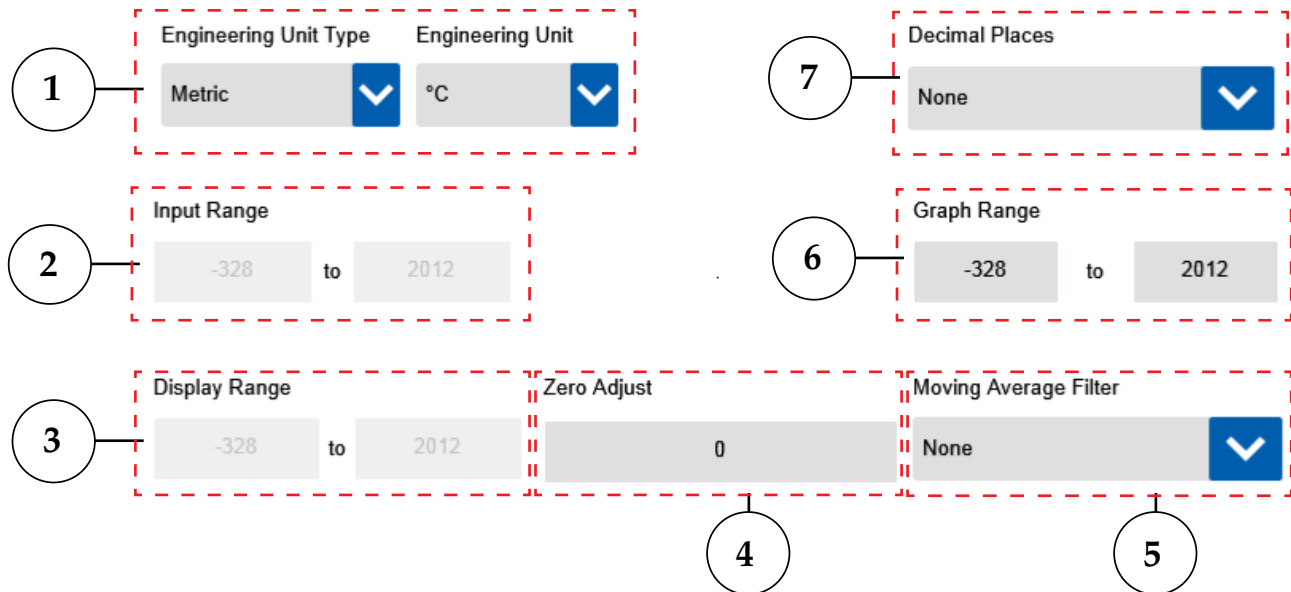 Engineering Unit Type Engineering Unit
1 Metric °C
Decimal Places
7 None
Input Range
2 -328 to 2012
Graph Range
6 -328 to 2012
Display Range
3 -328 to 2012
Zero Adjust
0
4
Moving Average Filter
None
5